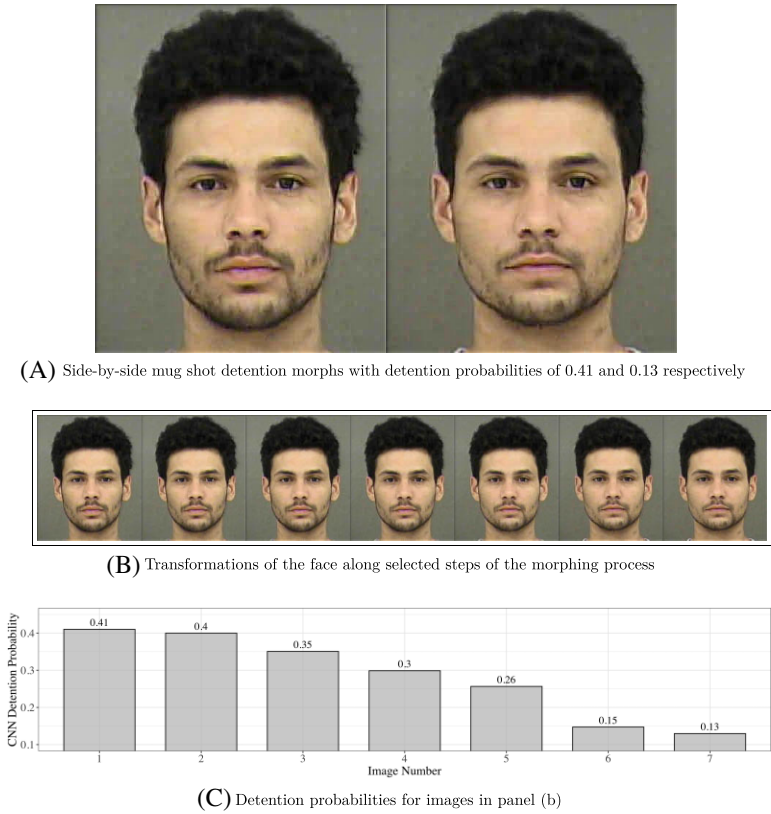 (A) Side-by-side mug shot detention morphs with detention probabilities of 0.41 and 0.13 respectively
(B) Transformations of the face along selected steps of the morphing process
CNN Detention Probability
0.4
0.3
0.2
0.1
0.41
0.4
0.35
0.3
0.26
0.15
0.13
1 2 3 4 5 6 7
Image Number
(C) Detention probabilities for images in panel (b)